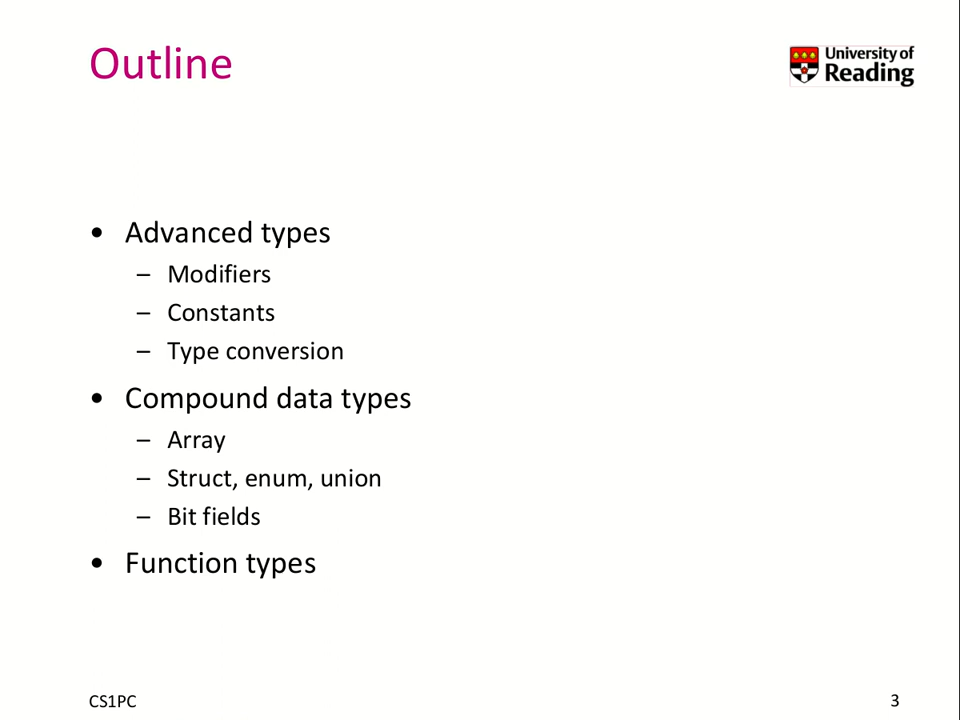 Outline
University of
Reading
• Advanced types
– Modifiers
– Constants
– Type conversion
• Compound data types
– Array
– Struct, enum, union
– Bit fields
• Function types
CS1PC
3